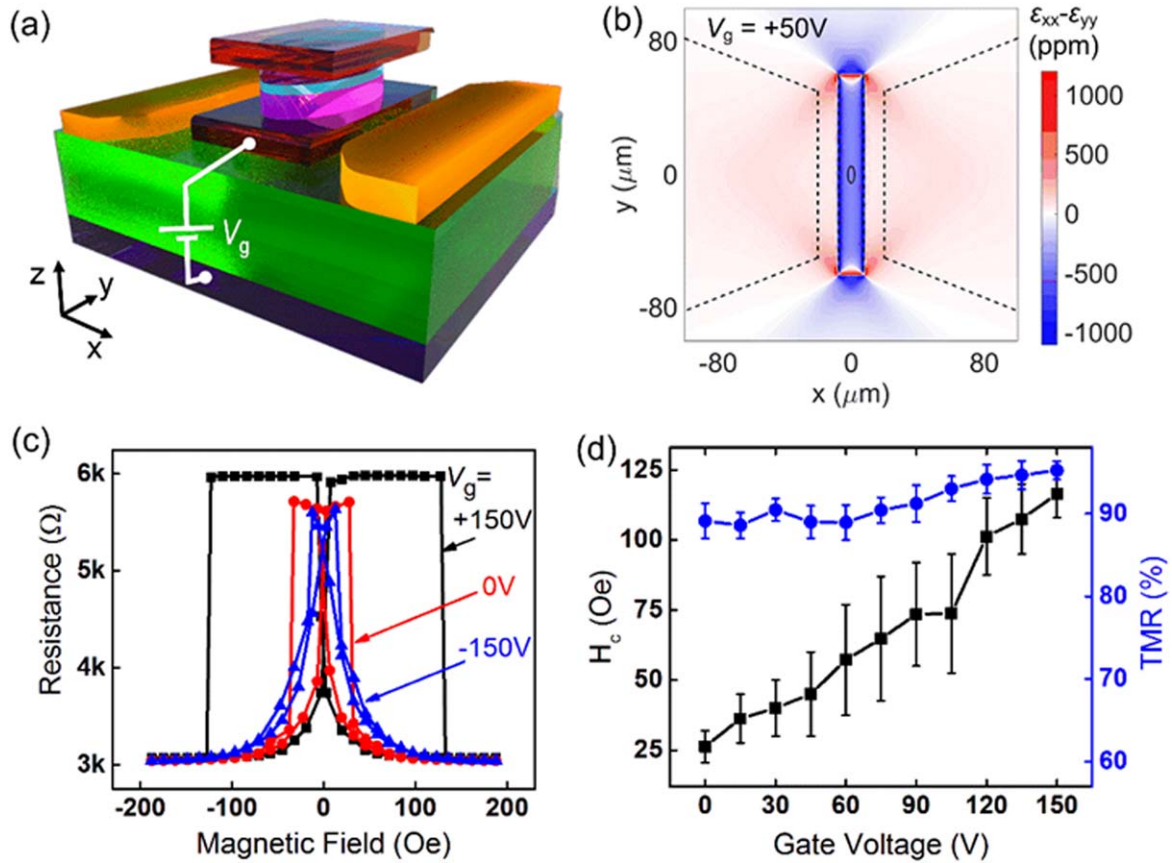 (a)
V_g
z
y
x
(b)
V_g = +50V
ε_xx-ε_yy
(ppm)
80
0
-80
y (μm)
-80 0 80
x (μm)
1000
500
0
-500
-1000
(c)
6k
5k
4k
3k
Resistance (Ω)
V_g=
+150V
0V
-150V
-200 -100 0 100 200
Magnetic Field (Oe)
(d)
125
100
75
50
25
H_c (Oe)
90
80
70
60
TMR (%)
0 30 60 90 120 150
Gate Voltage (V)